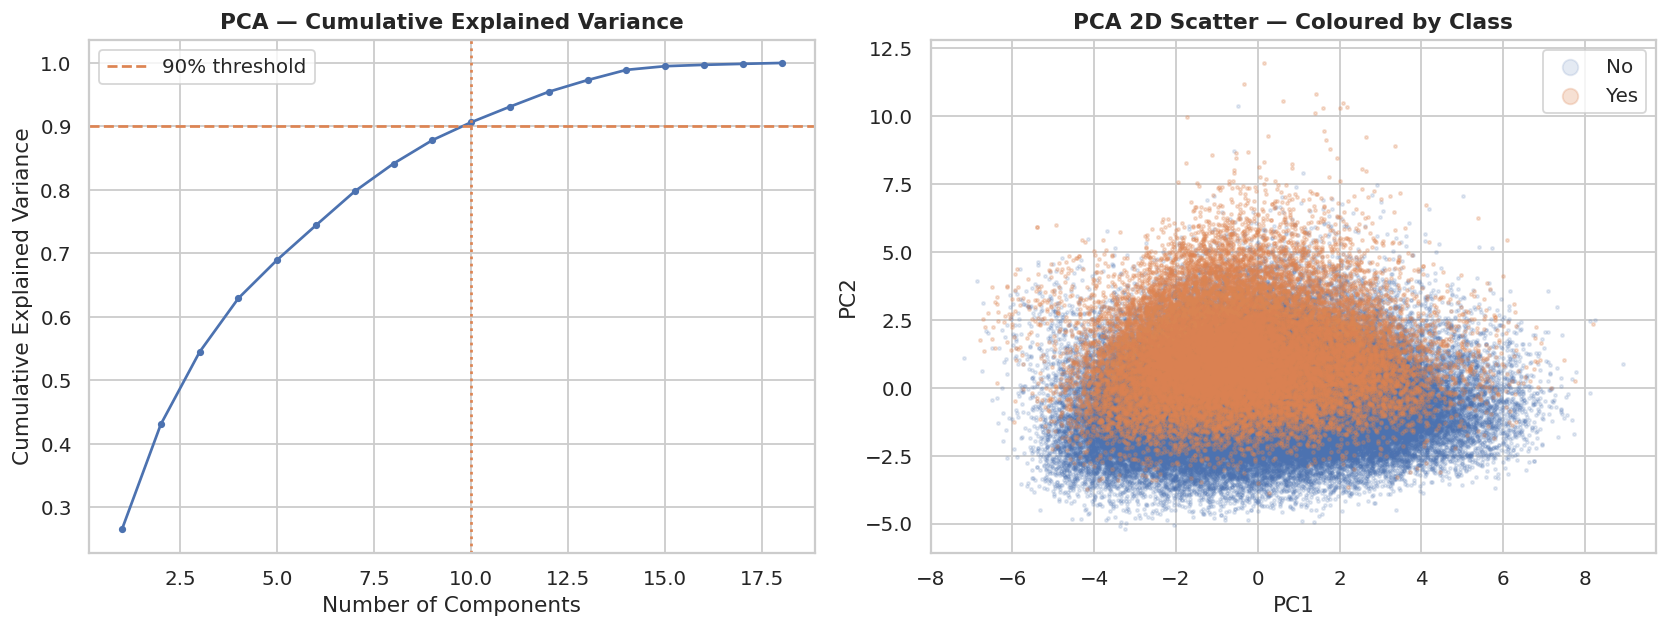 PCA — Cumulative Explained Variance
90% threshold
Cumulative Explained Variance
1.0
0.9
0.8
0.7
0.6
0.5
0.4
0.3
2.5 5.0 7.5 10.0 12.5 15.0 17.5
Number of Components
PCA 2D Scatter — Coloured by Class
No
Yes
PC2
12.5
10.0
7.5
5.0
2.5
0.0
−2.5
−5.0
−8 −6 −4 −2 0 2 4 6 8
PC1